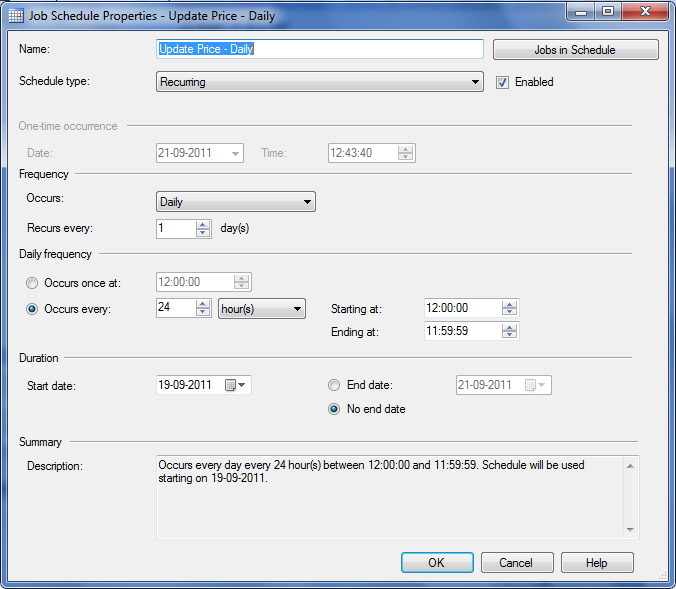 Job Schedule Properties - Update Price - Daily
Name: Update Price - Daily Jobs in Schedule
Schedule type: Recurring Enabled
One-time occurrence
Date: 21-09-2011 Time: 12:43:40
Frequency
Occurs: Daily
Recurs every: 1 day(s)
Daily frequency
Occurs once at: 12:00:00
Occurs every: 24 hour(s) Starting at: 12:00:00
Ending at: 11:59:59
Duration
Start date: 19-09-2011 End date: 21-09-2011
No end date
Summary
Description: Occurs every day every 24 hour(s) between 12:00:00 and 11:59:59. Schedule will be used
starting on 19-09-2011.
OK Cancel Help